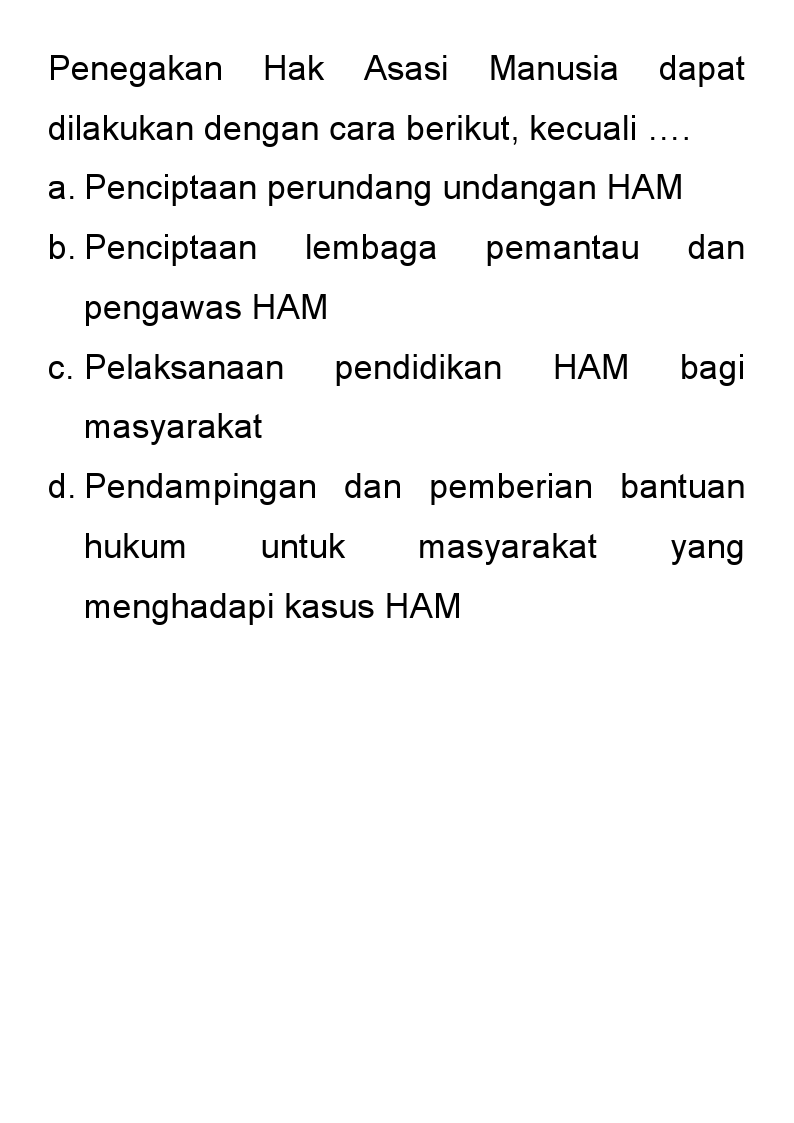 Penegakan Hak Asasi Manusia dapat
dilakukan dengan cara berikut, kecuali ….
a. Penciptaan perundang undangan HAM
b. Penciptaan lembaga pemantau dan
pengawas HAM
c. Pelaksanaan pendidikan HAM bagi
masyarakat
d. Pendampingan dan pemberian bantuan
hukum untuk masyarakat yang
menghadapi kasus HAM